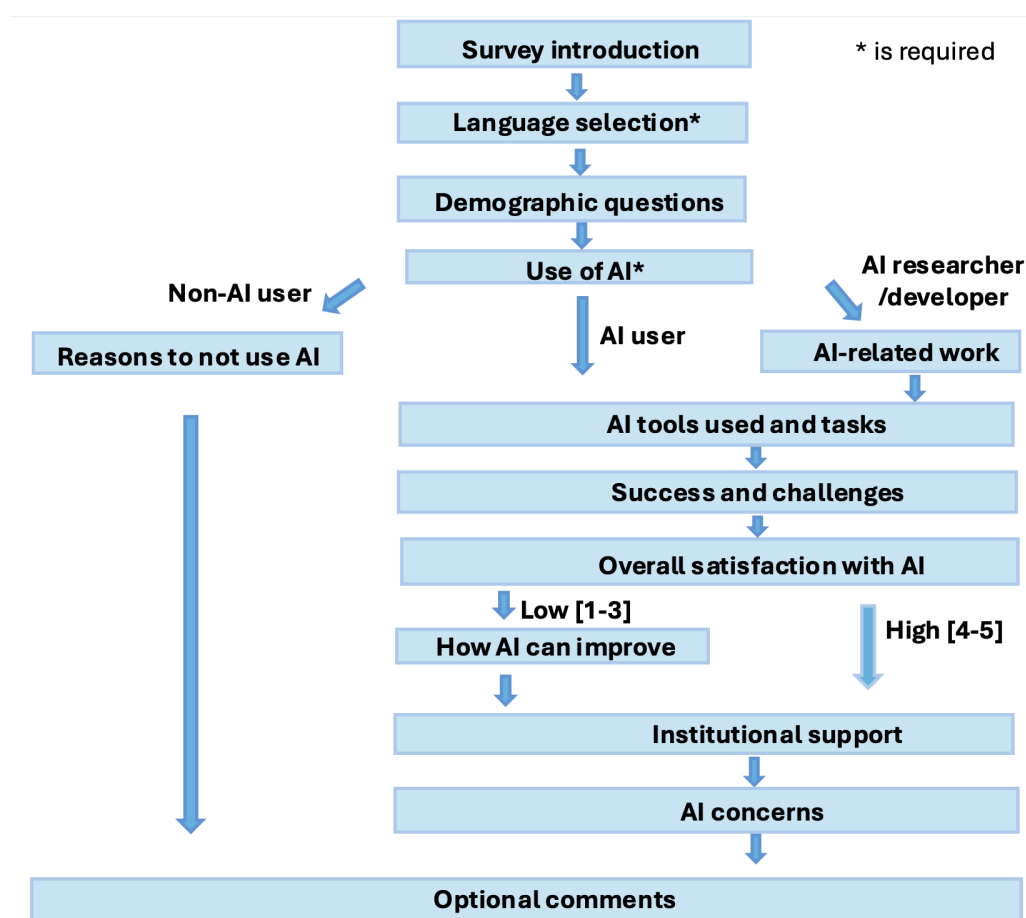 Survey introduction
* is required
Language selection*
Demographic questions
Use of AI*
Non-AI user
AI user
AI researcher
/developer
Reasons to not use AI
AI-related work
AI tools used and tasks
Success and challenges
Overall satisfaction with AI
Low [1-3]
High [4-5]
How AI can improve
Institutional support
AI concerns
Optional comments